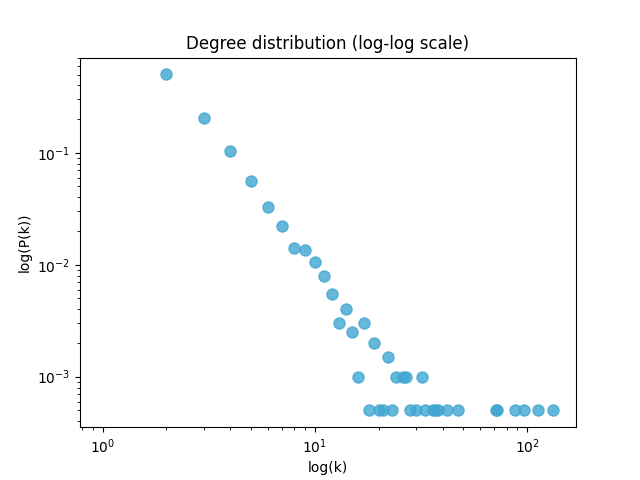 Degree distribution (log-log scale)
log(P(k))
10⁻¹
10⁻²
10⁻³
10⁰
10¹
10²
log(k)